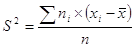 S² = ∑ nᵢ × (xᵢ − x̅) / n